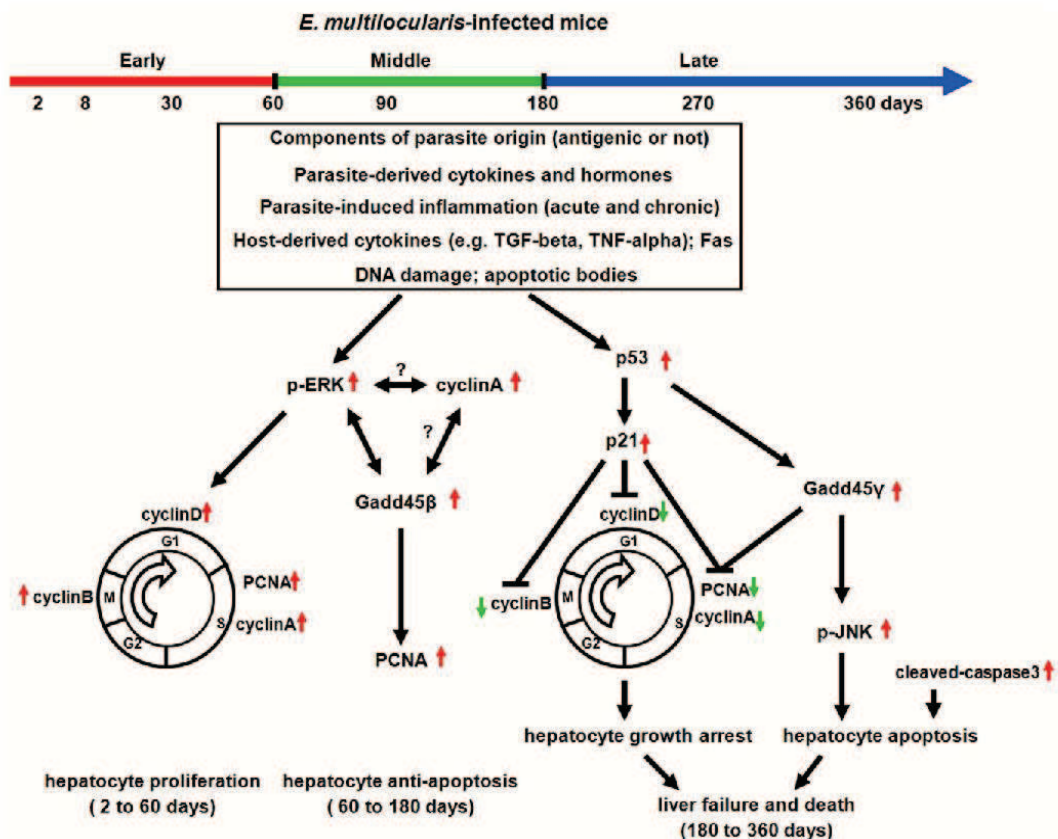 E. multilocularis-infected mice
Early Middle Late
2 8 30 60 90 180 270 360 days
Components of parasite origin (antigenic or not)
Parasite-derived cytokines and hormones
Parasite-induced inflammation (acute and chronic)
Host-derived cytokines (e.g. TGF-beta, TNF-alpha); Fas
DNA damage; apoptotic bodies
p-ERK ? cyclinA
?
Gadd45β
PCNA
cyclinD
G1
cyclinB M
PCNA
S cyclinA
G2
p53
p21
Gadd45γ
cyclinD
G1
cyclinB M
PCNA
S cyclinA
G2
p-JNK
cleaved-caspase3
hepatocyte growth arrest
hepatocyte apoptosis
hepatocyte proliferation
( 2 to 60 days)
hepatocyte anti-apoptosis
( 60 to 180 days)
liver failure and death
(180 to 360 days)